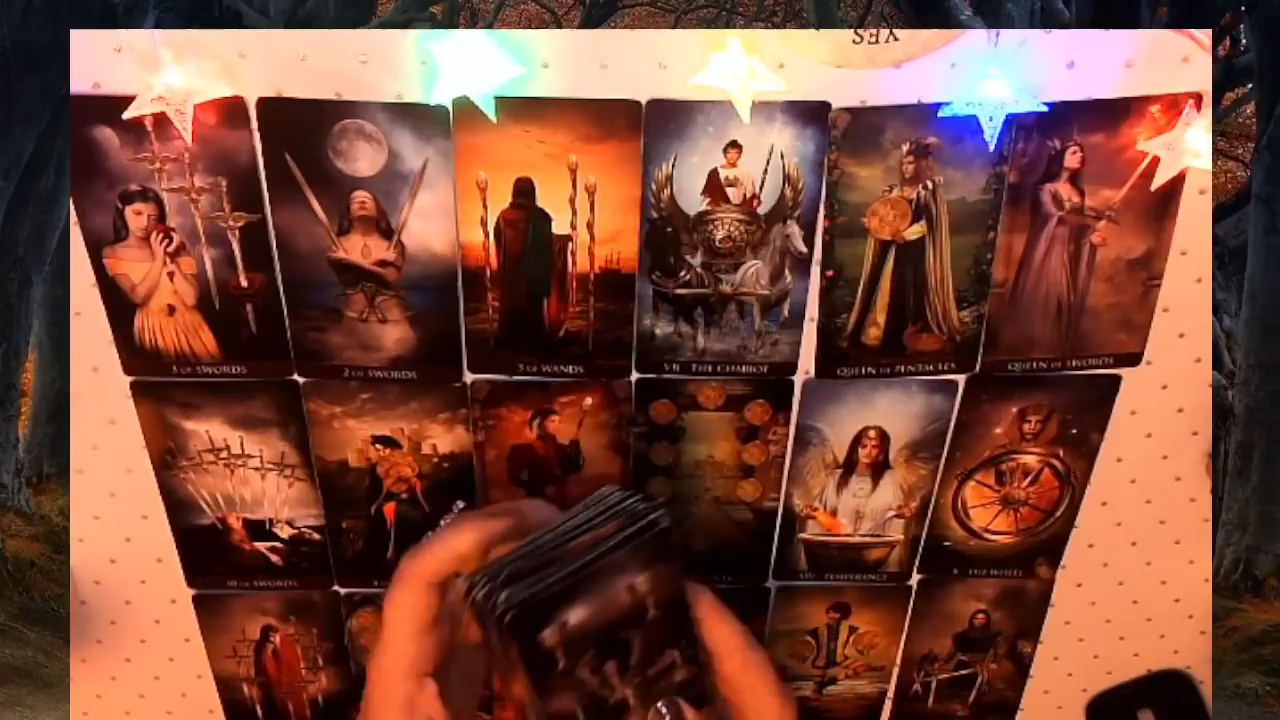 YES
3 OF SWORDS
2 OF SWORDS
3 OF WANDS
VII THE CHARIOT
QUEEN OF PENTACLES
QUEEN OF SWORDS
10 OF SWORDS
XIV TEMPERANCE
X THE WHEEL